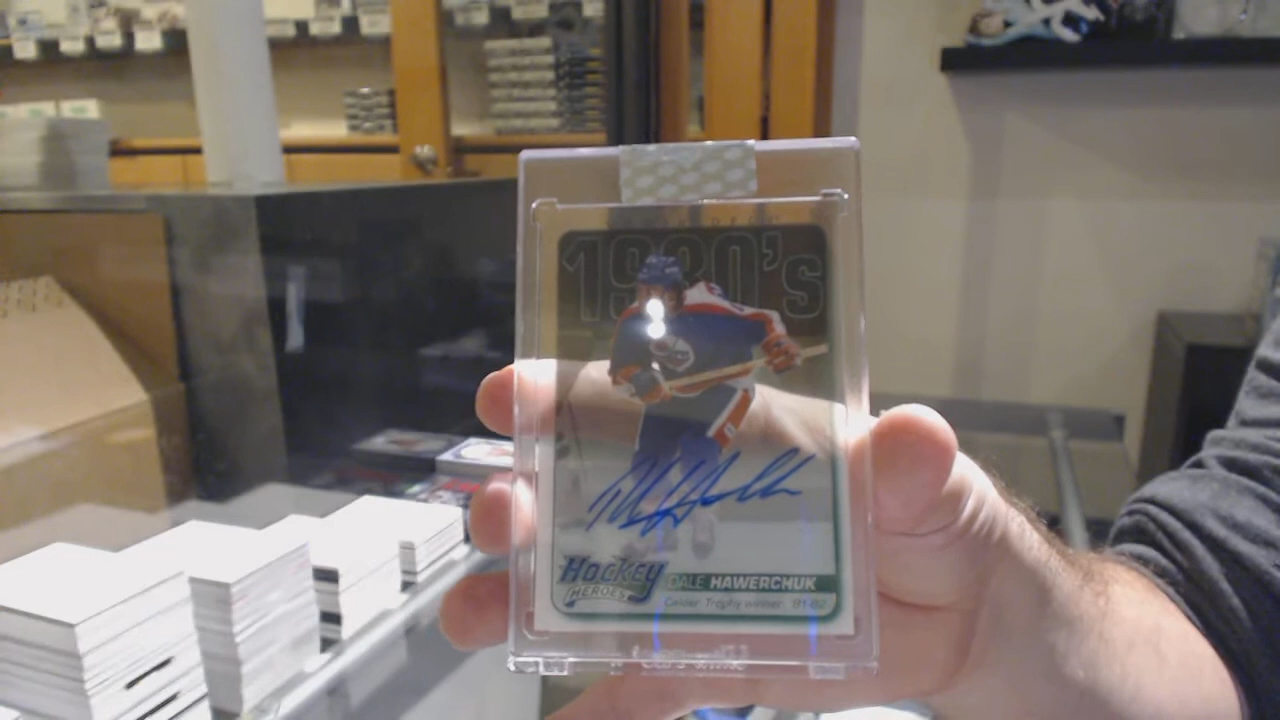 1980's
Hockey
HEROES
DALE HAWERCHUK
Calder Trophy winner 81-82